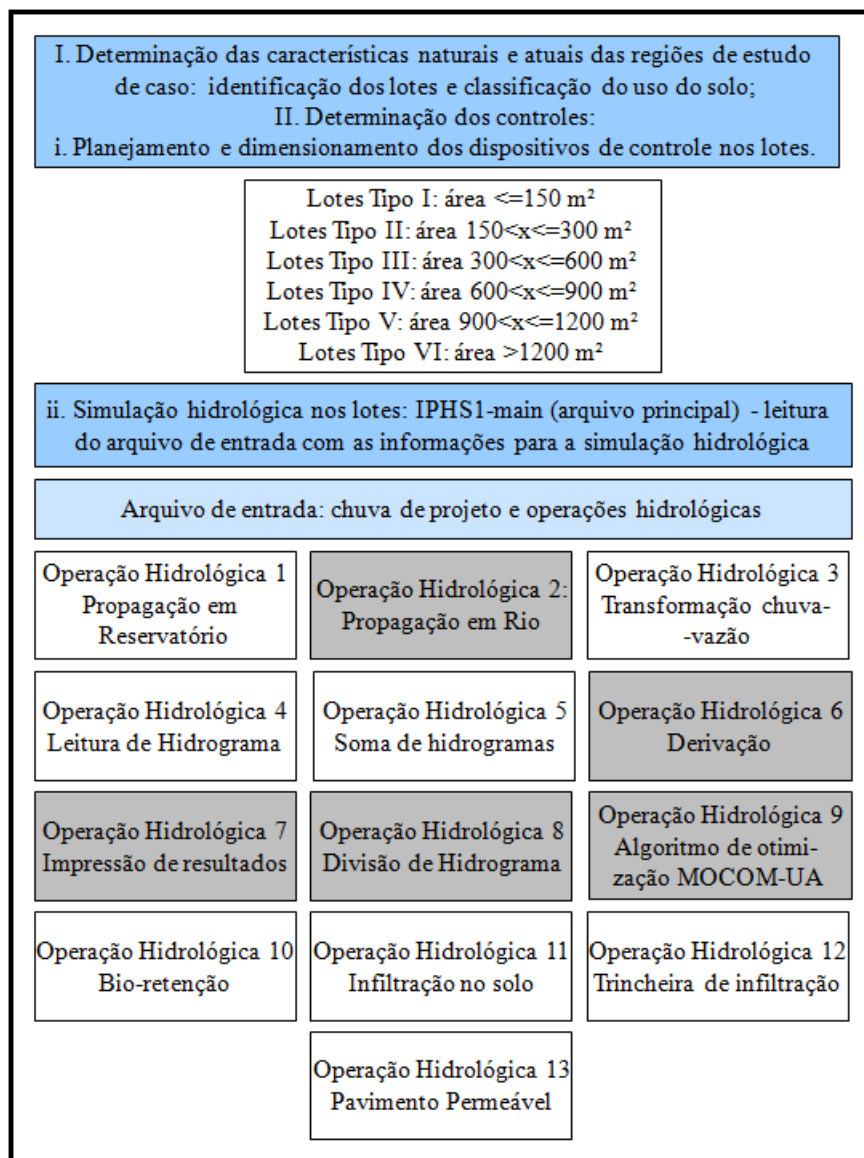 I. Determinação das características naturais e atuais das regiões de estudo
de caso: identificação dos lotes e classificação do uso do solo;
II. Determinação dos controles:
i. Planejamento e dimensionamento dos dispositivos de controle nos lotes.
Lotes Tipo I: área <=150 m²
Lotes Tipo II: área 150<x<=300 m²
Lotes Tipo III: área 300<x<=600 m²
Lotes Tipo IV: área 600<x<=900 m²
Lotes Tipo V: área 900<x<=1200 m²
Lotes Tipo VI: área >1200 m²
ii. Simulação hidrológica nos lotes: IPHS1-main (arquivo principal) - leitura
do arquivo de entrada com as informações para a simulação hidrológica
Arquivo de entrada: chuva de projeto e operações hidrológicas
Operação Hidrológica 1
Propagação em
Reservatório
Operação Hidrológica 2:
Propagação em Rio
Operação Hidrológica 3
Transformação chuva-
-vazão
Operação Hidrológica 4
Leitura de Hidrograma
Operação Hidrológica 5
Soma de hidrogramas
Operação Hidrológica 6
Derivação
Operação Hidrológica 7
Impressão de resultados
Operação Hidrológica 8
Divisão de Hidrograma
Operação Hidrológica 9
Algoritmo de otimi-
zação MOCOM-UA
Operação Hidrológica 10
Bio-retenção
Operação Hidrológica 11
Infiltração no solo
Operação Hidrológica 12
Trincheira de infiltração
Operação Hidrológica 13
Pavimento Permeável